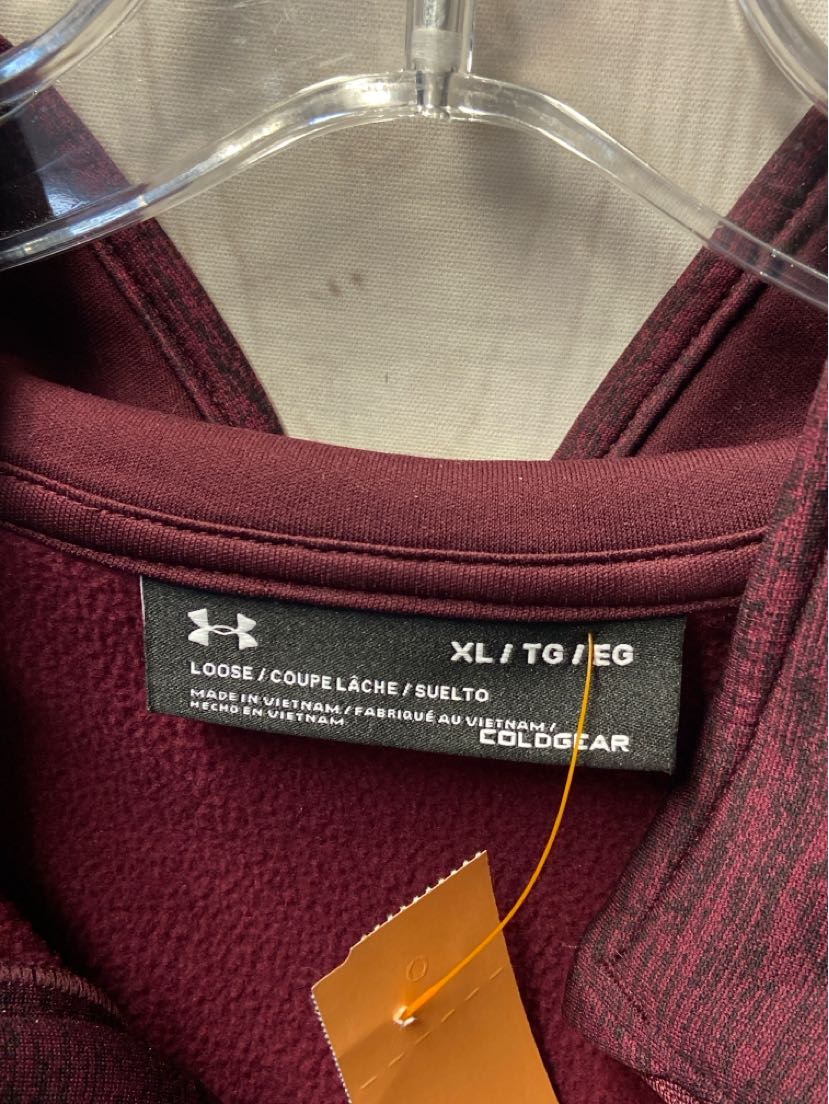 XL / TG / EG
LOOSE / COUPE LÂCHE / SUELTO
MADE IN VIETNAM / FABRIQUÉ AU VIETNAM /
HECHO EN VIETNAM
COLDGEAR